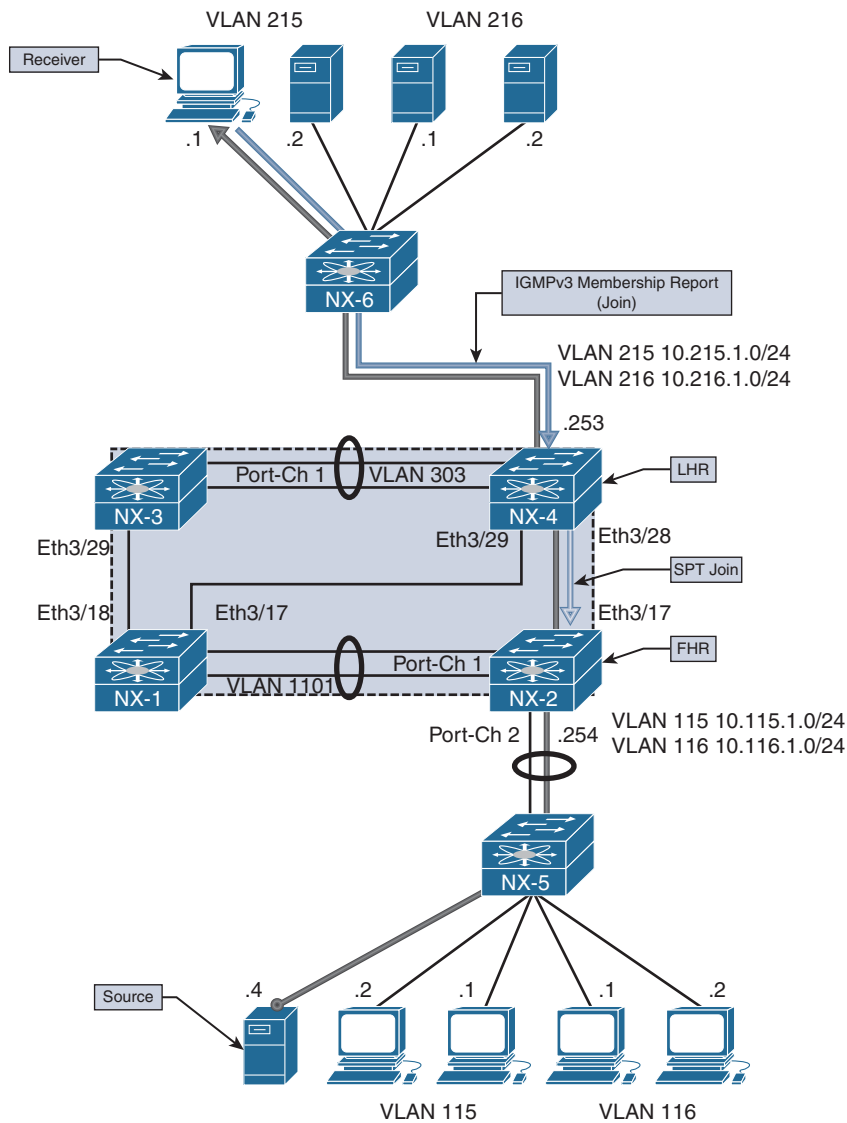 VLAN 215
VLAN 216
Receiver
.1
.2
.1
.2
NX-6
IGMPv3 Membership Report
(Join)
VLAN 215 10.215.1.0/24
VLAN 216 10.216.1.0/24
.253
Port-Ch 1
VLAN 303
LHR
NX-3
NX-4
Eth3/29
Eth3/29
Eth3/28
SPT Join
Eth3/18
Eth3/17
Eth3/17
Port-Ch 1
FHR
VLAN 1101
NX-1
NX-2
Port-Ch 2
.254
VLAN 115 10.115.1.0/24
VLAN 116 10.116.1.0/24
NX-5
Source
.4
.2
.1
.1
.2
VLAN 115
VLAN 116